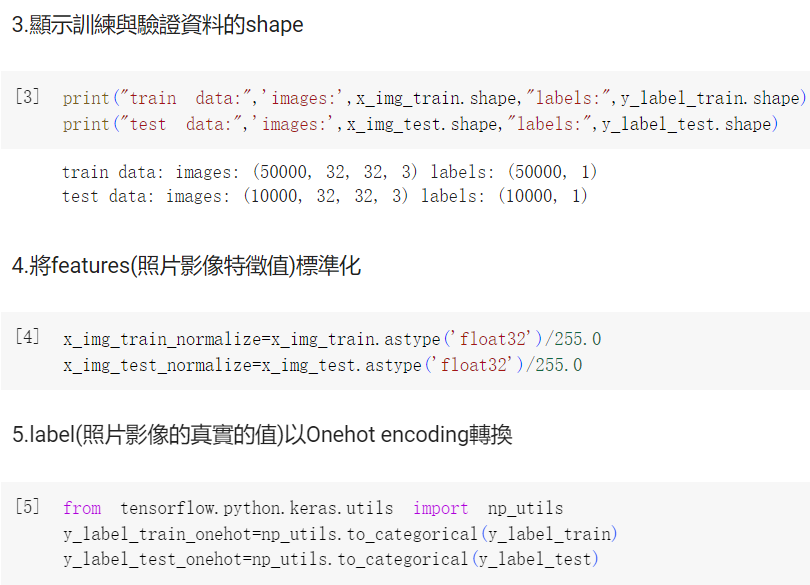 3.顯示訓練與驗證資料的shape
[3] print("train  data:",'images:',x_img_train.shape,"labels:",y_label_train.shape)
print("test  data:",'images:',x_img_test.shape,"labels:",y_label_test.shape)
train data: images: (50000, 32, 32, 3) labels: (50000, 1)
test data: images: (10000, 32, 32, 3) labels: (10000, 1)
4.將features(照片影像特徵值)標準化
[4] x_img_train_normalize=x_img_train.astype('float32')/255.0
x_img_test_normalize=x_img_test.astype('float32')/255.0
5.label(照片影像的真實的值)以Onehot encoding轉換
[5] from  tensorflow.python.keras.utils  import  np_utils
y_label_train_onehot=np_utils.to_categorical(y_label_train)
y_label_test_onehot=np_utils.to_categorical(y_label_test)